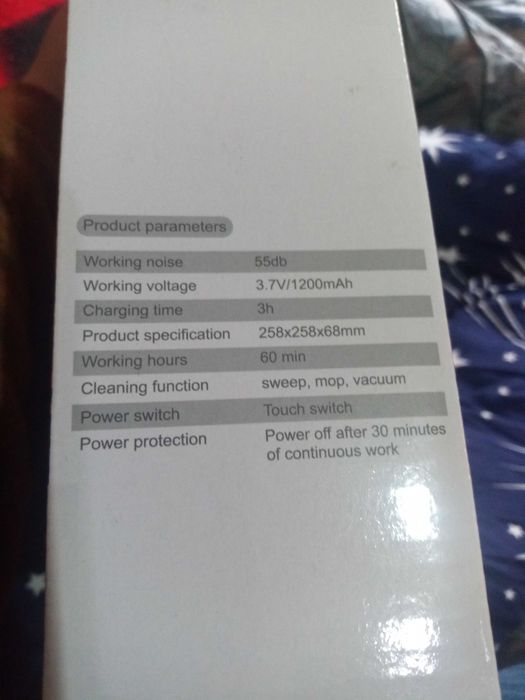 Product parameters
Working noise 55db
Working voltage 3.7V/1200mAh
Charging time 3h
Product specification 258x258x68mm
Working hours 60 min
Cleaning function sweep, mop, vacuum
Power switch Touch switch
Power protection Power off after 30 minutes
of continuous work